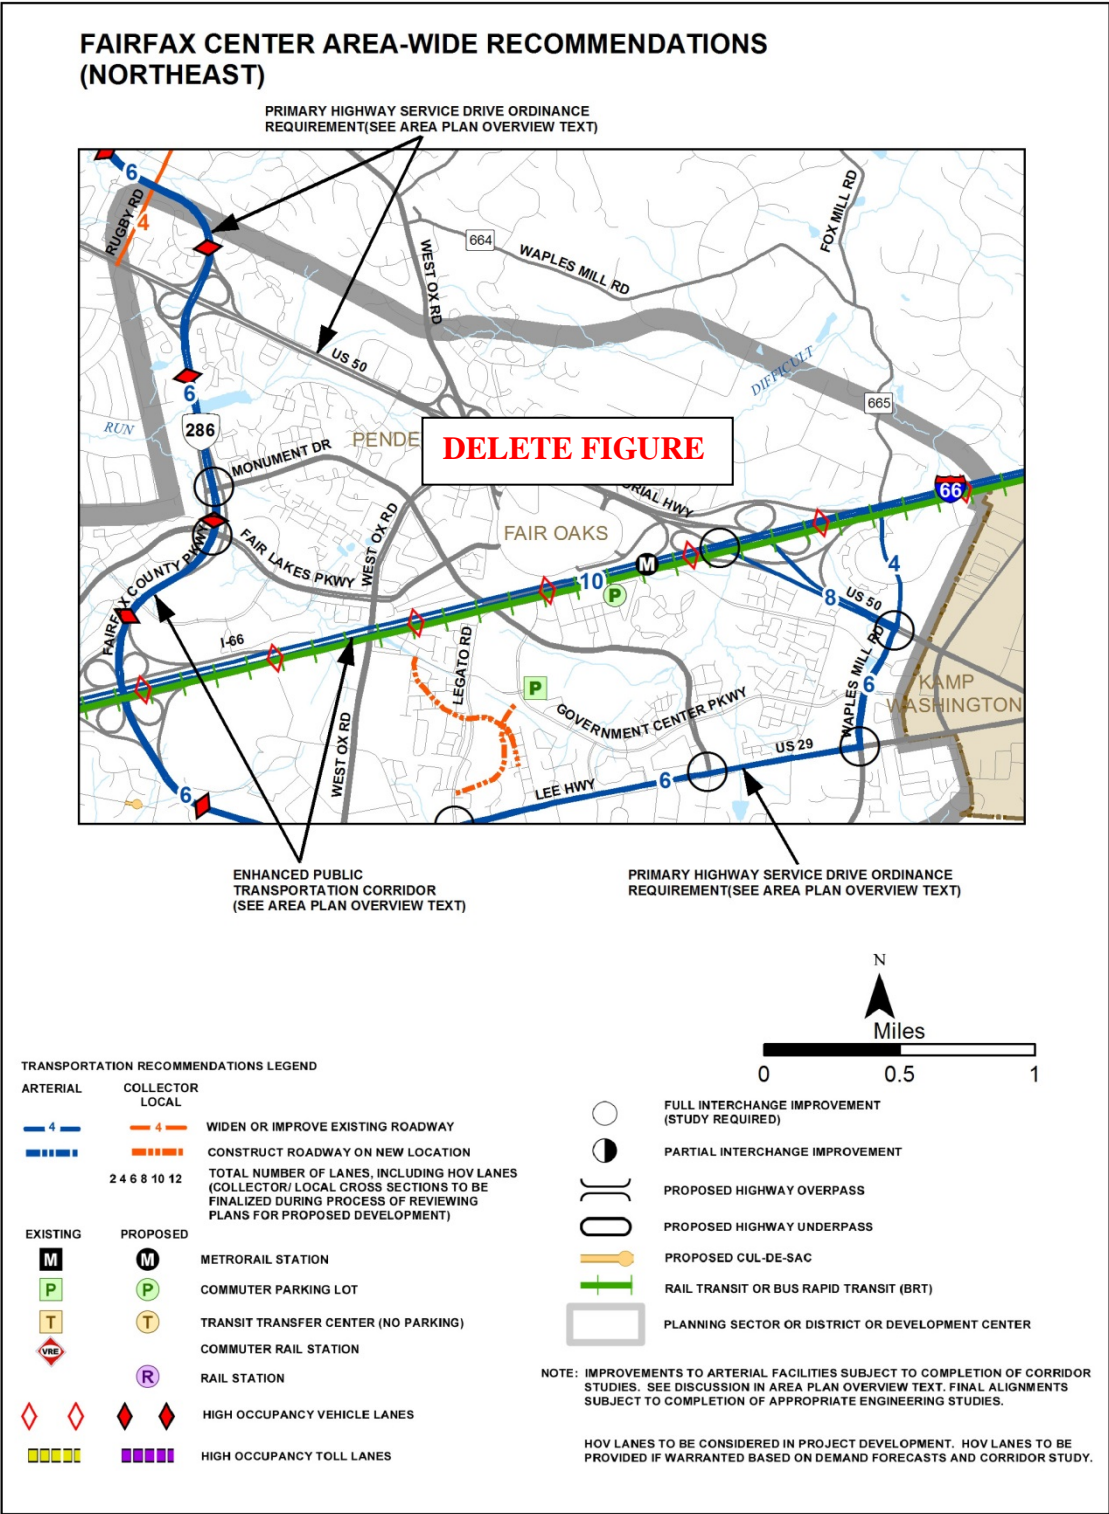 FAIRFAX CENTER AREA-WIDE RECOMMENDATIONS
(NORTHEAST)
PRIMARY HIGHWAY SERVICE DRIVE ORDINANCE
REQUIREMENT(SEE AREA PLAN OVERVIEW TEXT)
6
RUGBY RD
4
WEST OX RD
664
WAPLES MILL RD
FOX MILL RD
US 50
DIFFICULT
6
665
RUN
286
MONUMENT DR
PENDE
DELETE FIGURE
ORIAL HWY
66
WEST OX RD
FAIR OAKS
FAIRFAX COUNTY PKWY
FAIR LAKES PKWY
M
10
P
4
8
US 50
I-66
LEGATO RD
WAPLES MILL RD
P
6
KAMP
WASHINGTON
GOVERNMENT CENTER PKWY
WEST OX RD
US 29
LEE HWY
6
6
ENHANCED PUBLIC
TRANSPORTATION CORRIDOR
(SEE AREA PLAN OVERVIEW TEXT)
PRIMARY HIGHWAY SERVICE DRIVE ORDINANCE
REQUIREMENT(SEE AREA PLAN OVERVIEW TEXT)
N
Miles
0 0.5 1
TRANSPORTATION RECOMMENDATIONS LEGEND
ARTERIAL COLLECTOR
LOCAL
4 4 WIDEN OR IMPROVE EXISTING ROADWAY
CONSTRUCT ROADWAY ON NEW LOCATION
2 4 6 8 10 12 TOTAL NUMBER OF LANES, INCLUDING HOV LANES
(COLLECTOR/ LOCAL CROSS SECTIONS TO BE
FINALIZED DURING PROCESS OF REVIEWING
PLANS FOR PROPOSED DEVELOPMENT)
EXISTING PROPOSED
M M METRORAIL STATION
P P COMMUTER PARKING LOT
T T TRANSIT TRANSFER CENTER (NO PARKING)
VRE COMMUTER RAIL STATION
R RAIL STATION
HIGH OCCUPANCY VEHICLE LANES
HIGH OCCUPANCY TOLL LANES
FULL INTERCHANGE IMPROVEMENT
(STUDY REQUIRED)
PARTIAL INTERCHANGE IMPROVEMENT
PROPOSED HIGHWAY OVERPASS
PROPOSED HIGHWAY UNDERPASS
PROPOSED CUL-DE-SAC
RAIL TRANSIT OR BUS RAPID TRANSIT (BRT)
PLANNING SECTOR OR DISTRICT OR DEVELOPMENT CENTER
NOTE: IMPROVEMENTS TO ARTERIAL FACILITIES SUBJECT TO COMPLETION OF CORRIDOR
STUDIES. SEE DISCUSSION IN AREA PLAN OVERVIEW TEXT. FINAL ALIGNMENTS
SUBJECT TO COMPLETION OF APPROPRIATE ENGINEERING STUDIES.
HOV LANES TO BE CONSIDERED IN PROJECT DEVELOPMENT. HOV LANES TO BE
PROVIDED IF WARRANTED BASED ON DEMAND FORECASTS AND CORRIDOR STUDY.